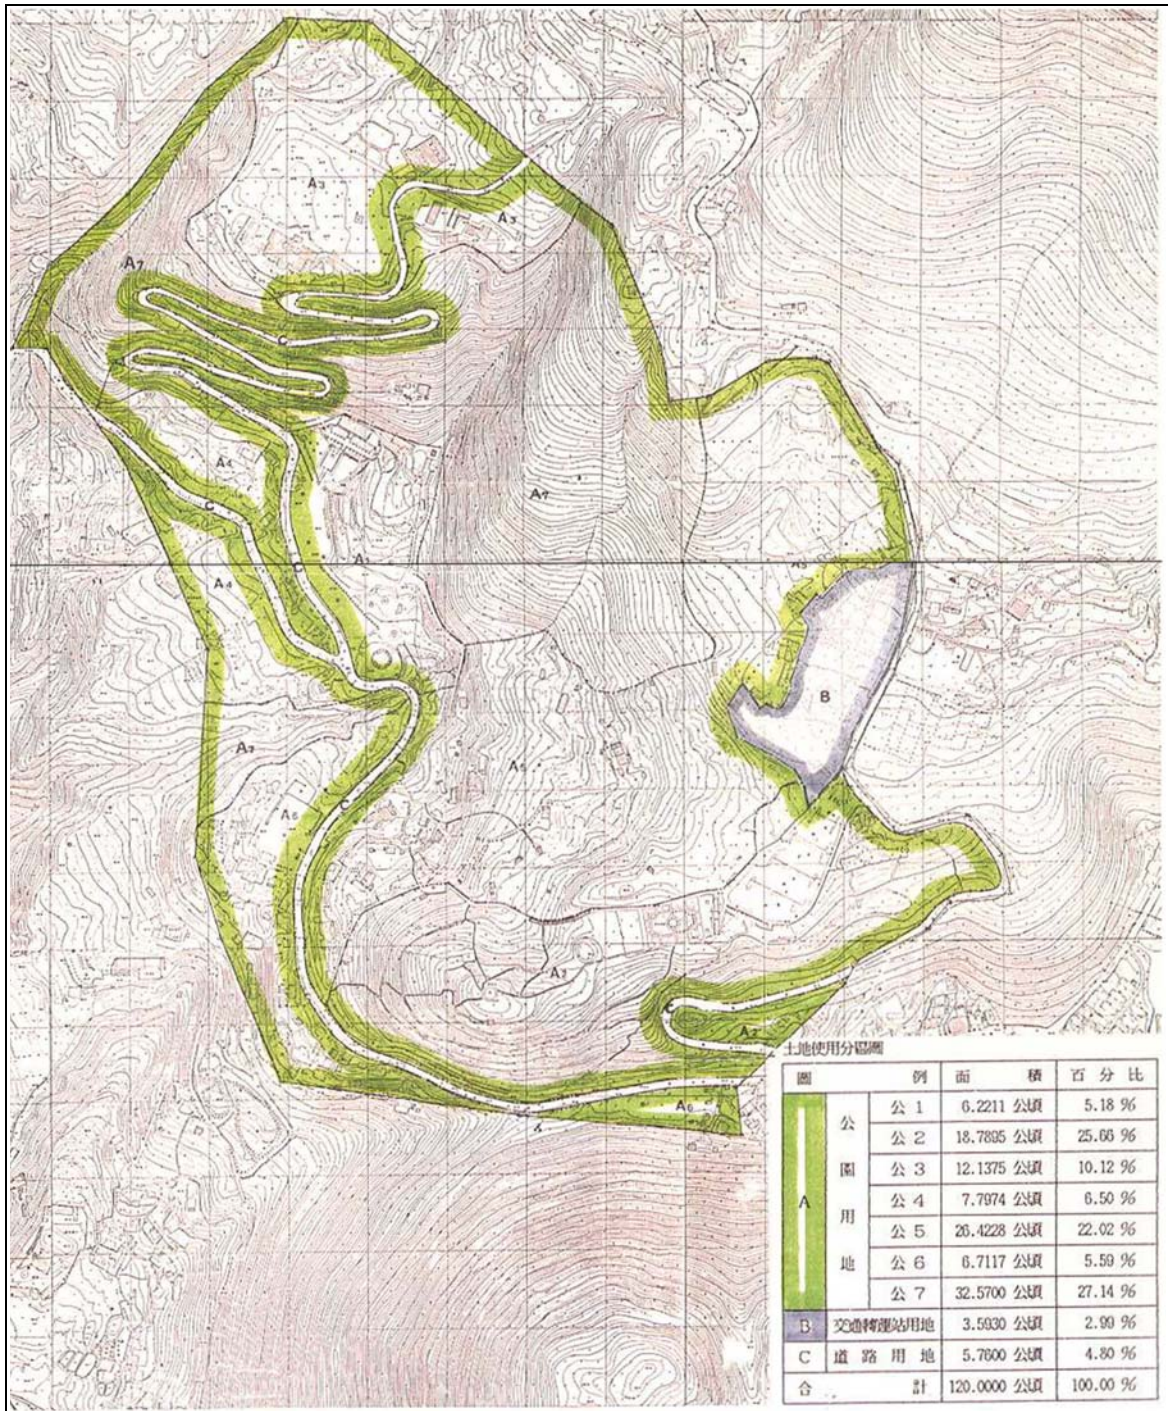 A3
A3
A7
C
A4
A7
C
C
A4
A5
B
A7
A5
A5
C
A2
C
A2
A6
土地使用分區圖
圖 例 面 積 百 分 比
A 公 園 用 地
公 1 6.2211 公頃 5.18 %
公 2 18.7895 公頃 25.66 %
公 3 12.1375 公頃 10.12 %
公 4 7.7974 公頃 6.50 %
公 5 26.4228 公頃 22.02 %
公 6 6.7117 公頃 5.59 %
公 7 32.5700 公頃 27.14 %
B 交通轉運站用地 3.5930 公頃 2.99 %
C 道 路 用 地 5.7600 公頃 4.80 %
合 計 120.0000 公頃 100.00 %